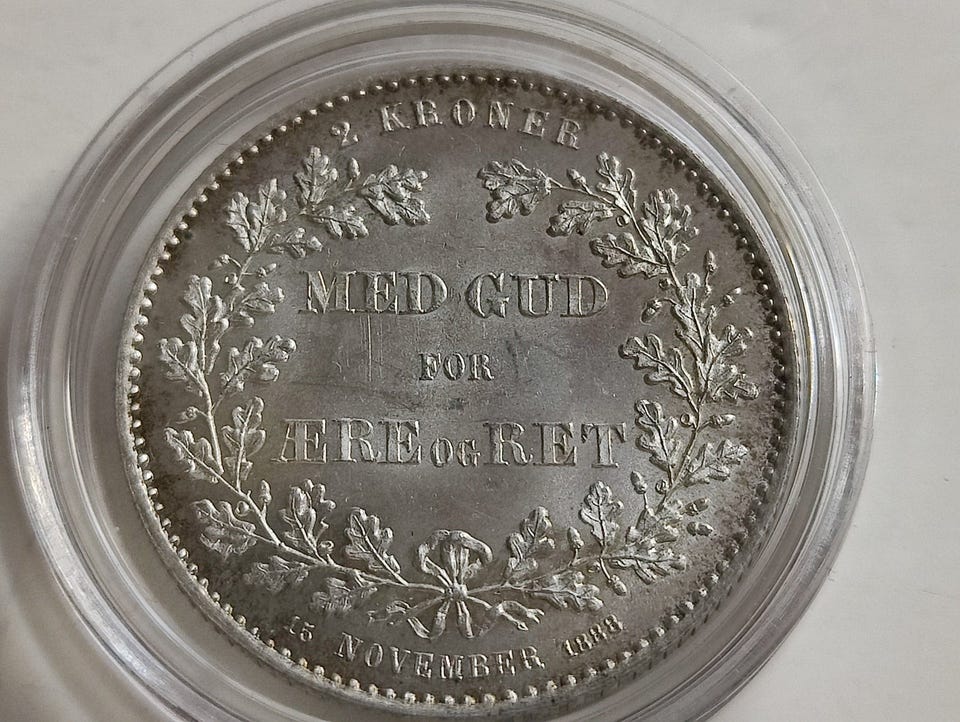 2 KRONER
MED GUD
FOR
ÆRE OG RET
15 NOVEMBER 1888